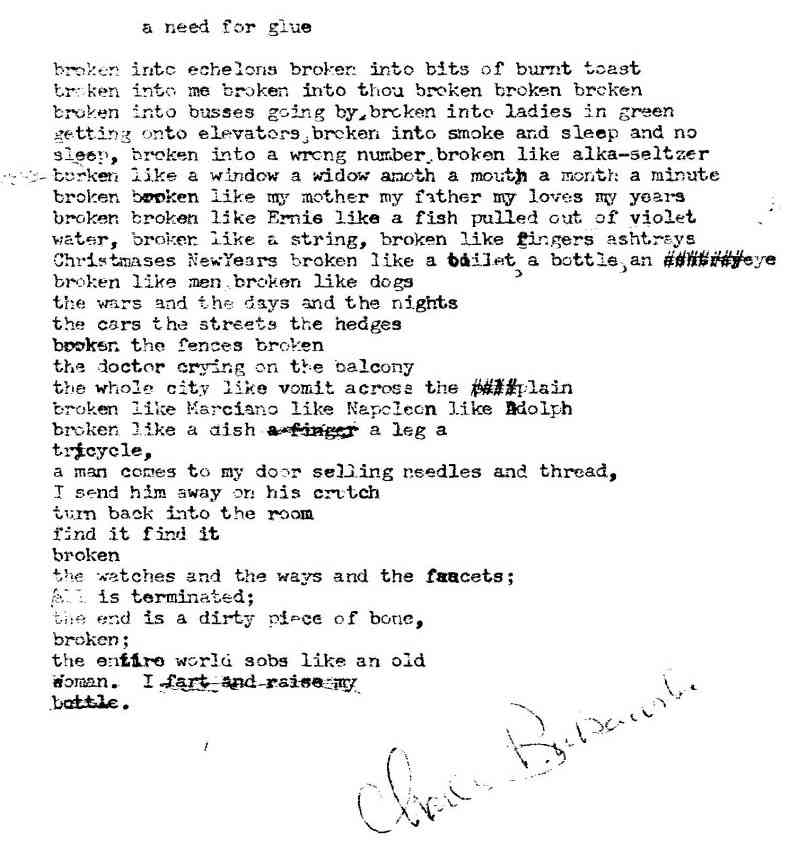 a need for glue
broken into echelons broken into bits of burnt toast
broken into me broken into thou broken broken broken
broken into busses going by,broken into ladies in green
getting onto elevators,broken into smoke and sleep and no
sleep, broken into a wrong number,broken like alka-seltzer
borken like a window a widow amoth a mouth a month a minute
broken broken like my mother my father my loves my years
broken broken like Ernie like a fish pulled out of violet
water, broken like a string, broken like fingers ashtrays
Christmases NewYears broken like a toilet, a bottle,an eye
broken like men,broken like dogs
the wars and the days and the nights
the cars the streets the hedges
broken the fences broken
the doctor crying on the balcony
the whole city like vomit across the plain
broken like Marciano like Napoleon like Adolph
broken like a dish a finger a leg a
tricycle,
a man comes to my door selling needles and thread,
I send him away on his crutch
turn back into the room
find it find it
broken
the watches and the ways and the faucets;
All is terminated;
the end is a dirty piece of bone,
broken;
the entire world sobs like an old
woman. I fart and raise my
bottle.
Charles Bukowski